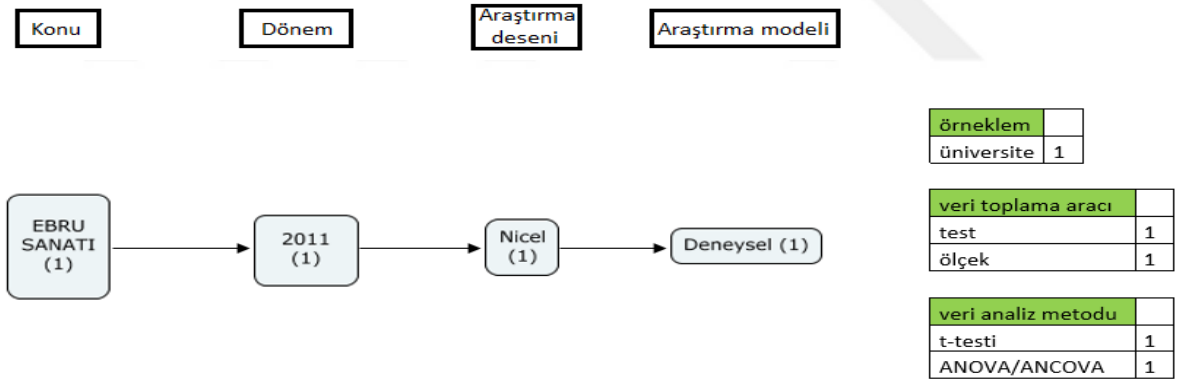 Konu
Dönem
Araştırma
deseni
Araştırma modeli
EBRU
SANATI
(1)
2011
(1)
Nicel
(1)
Deneysel (1)
örneklem
üniversite 1
veri toplama aracı
test 1
ölçek 1
veri analiz metodu
t-testi 1
ANOVA/ANCOVA 1